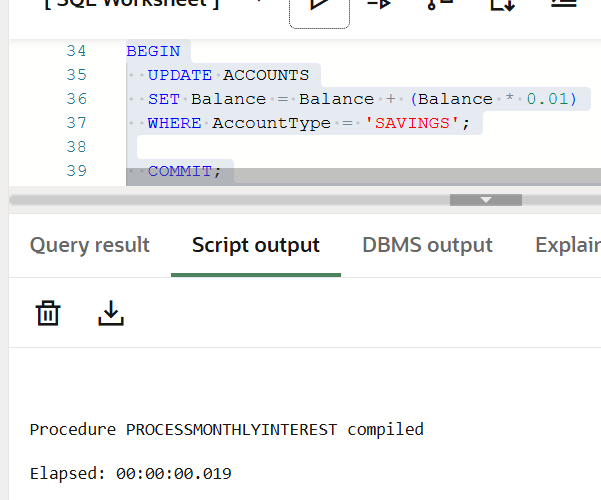 [ SQL Worksheet ]
34 BEGIN
35 UPDATE ACCOUNTS
36 SET Balance = Balance + (Balance * 0.01)
37 WHERE AccountType = 'SAVINGS';
38
39 COMMIT;
Query result Script output DBMS output Explain
Procedure PROCESSMONTHLYINTEREST compiled
Elapsed: 00:00:00.019